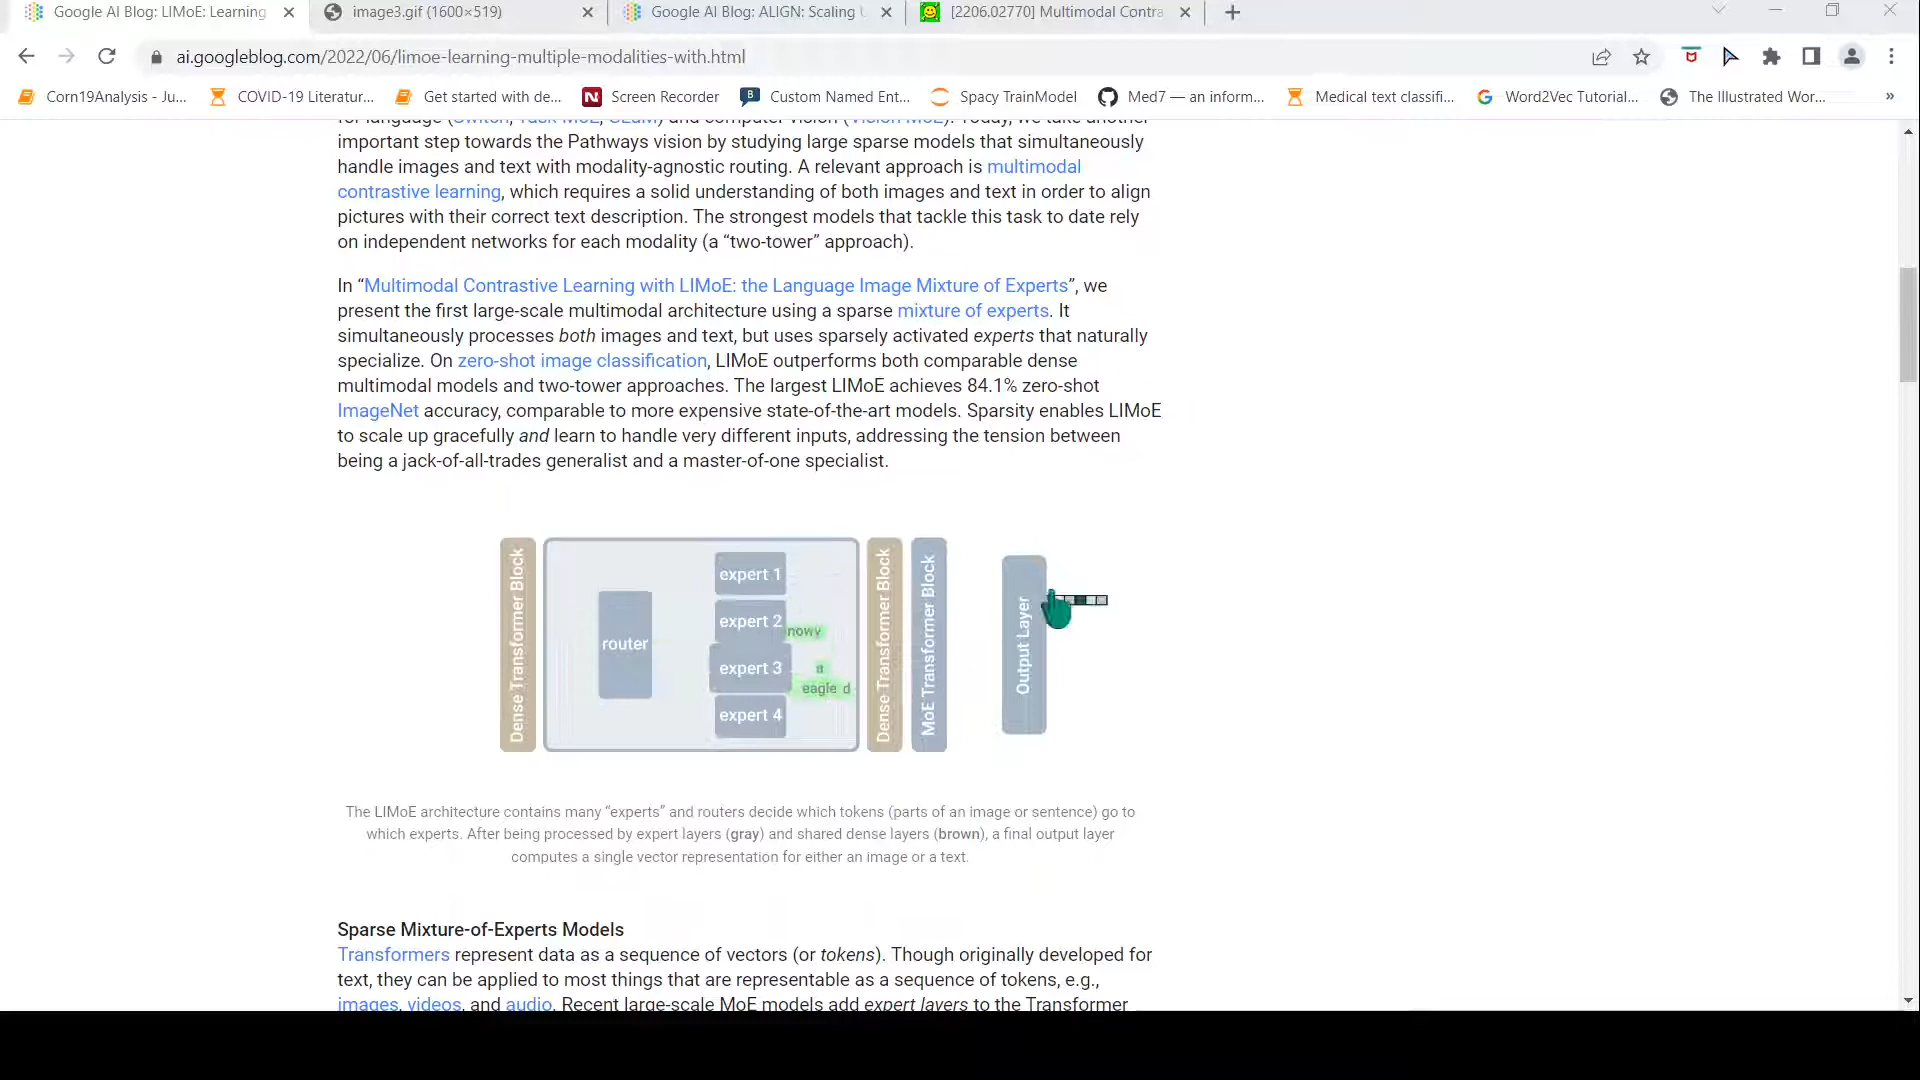 Google AI Blog: LIMoE: Learning
image3.gif (1600×519)
Google AI Blog: ALIGN: Scaling
[2206.02770] Multimodal Contra
ai.googleblog.com/2022/06/limoe-learning-multiple-modalities-with.html
Corn19Analysis - Ju...
COVID-19 Literatur...
Get started with de...
Screen Recorder
Custom Named Ent...
Spacy TrainModel
Med7 — an inform...
Medical text classifi...
Word2Vec Tutorial...
The Illustrated Wor...
»
for language (Switch, Task-MoE, GLaM) and computer vision (Vision MoE). Today, we take another
important step towards the Pathways vision by studying large sparse models that simultaneously
handle images and text with modality-agnostic routing. A relevant approach is multimodal
contrastive learning, which requires a solid understanding of both images and text in order to align
pictures with their correct text description. The strongest models that tackle this task to date rely
on independent networks for each modality (a “two-tower” approach).
In “Multimodal Contrastive Learning with LIMoE: the Language Image Mixture of Experts”, we
present the first large-scale multimodal architecture using a sparse mixture of experts. It
simultaneously processes both images and text, but uses sparsely activated experts that naturally
specialize. On zero-shot image classification, LIMoE outperforms both comparable dense
multimodal models and two-tower approaches. The largest LIMoE achieves 84.1% zero-shot
ImageNet accuracy, comparable to more expensive state-of-the-art models. Sparsity enables LIMoE
to scale up gracefully and learn to handle very different inputs, addressing the tension between
being a jack-of-all-trades generalist and a master-of-one specialist.
Dense Transformer Block
router
expert 1
expert 2
nowy
expert 3
a
eagle d
expert 4
Dense Transformer Block
MoE Transformer Block
Output Layer
The LIMoE architecture contains many “experts” and routers decide which tokens (parts of an image or sentence) go to
which experts. After being processed by expert layers (gray) and shared dense layers (brown), a final output layer
computes a single vector representation for either an image or a text.
Sparse Mixture-of-Experts Models
Transformers represent data as a sequence of vectors (or tokens). Though originally developed for
text, they can be applied to most things that are representable as a sequence of tokens, e.g.,
images, videos, and audio. Recent large-scale MoE models add expert layers to the Transformer